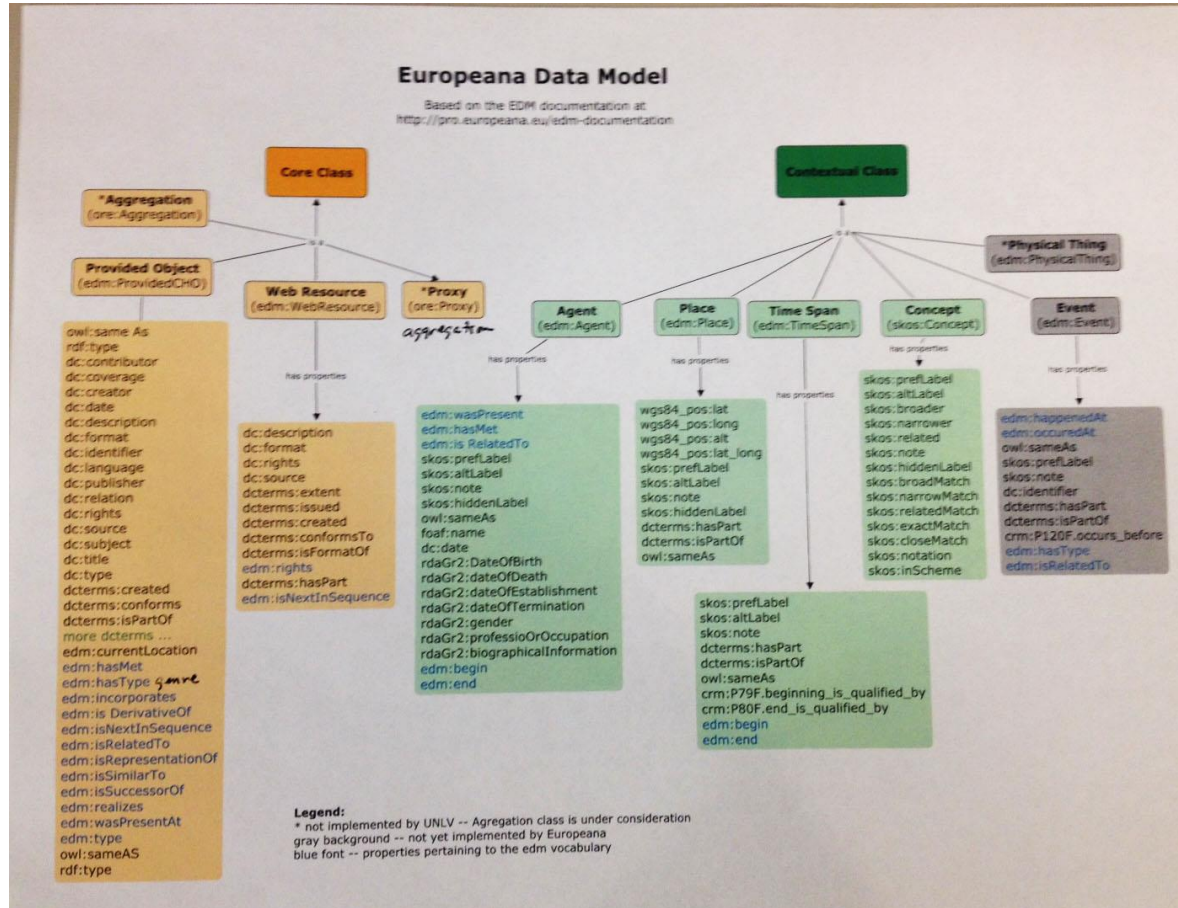 Europeana Data Model
Based on the EDM documentation at
http://pro.europeana.eu/edm-documentation
Core Class
Contextual Class
*Aggregation
(ore:Aggregation)
is a
is a
*Physical Thing
(edm:PhysicalThing)
Provided Object
(edm:ProvidedCHO)
Web Resource
(edm:WebResource)
*Proxy
(ore:Proxy)
aggregation
Agent
(edm:Agent)
Place
(edm:Place)
Time Span
(edm:TimeSpan)
Concept
(skos:Concept)
Event
(edm:Event)
owl:same As
rdf:type
dc:contributor
dc:coverage
dc:creator
dc:date
dc:description
dc:format
dc:identifier
dc:language
dc:publisher
dc:relation
dc:rights
dc:source
dc:subject
dc:title
dc:type
dcterms:created
dcterms:conforms
dcterms:isPartOf
more dcterms ...
edm:currentLocation
edm:hasMet
edm:hasType genre
edm:incorporates
edm:is DerivativeOf
edm:isNextInSequence
edm:isRelatedTo
edm:isRepresentationOf
edm:isSimilarTo
edm:isSuccessorOf
edm:realizes
edm:wasPresentAt
edm:type
owl:sameAS
rdf:type
has properties
dc:description
dc:format
dc:rights
dc:source
dcterms:extent
dcterms:issued
dcterms:created
dcterms:conformsTo
dcterms:isFormatOf
edm:rights
dcterms:hasPart
edm:isNextInSequence
has properties
edm:wasPresent
edm:hasMet
edm:is RelatedTo
skos:prefLabel
skos:altLabel
skos:note
skos:hiddenLabel
owl:sameAs
foaf:name
dc:date
rdaGr2:DateOfBirth
rdaGr2:dateOfDeath
rdaGr2:dateOfEstablishment
rdaGr2:dateOfTermination
rdaGr2:gender
rdaGr2:professioOrOccupation
rdaGr2:biographicalInformation
edm:begin
edm:end
has properties
wgs84_pos:lat
wgs84_pos:long
wgs84_pos:alt
wgs84_pos:lat_long
skos:prefLabel
skos:altLabel
skos:note
skos:hiddenLabel
dcterms:hasPart
dcterms:isPartOf
owl:sameAs
has properties
skos:prefLabel
skos:altLabel
skos:note
dcterms:hasPart
dcterms:isPartOf
owl:sameAs
crm:P79F.beginning_is_qualified_by
crm:P80F.end_is_qualified_by
edm:begin
edm:end
has properties
skos:prefLabel
skos:altLabel
skos:broader
skos:narrower
skos:related
skos:note
skos:hiddenLabel
skos:broadMatch
skos:narrowMatch
skos:relatedMatch
skos:exactMatch
skos:closeMatch
skos:notation
skos:inScheme
has properties
edm:happenedAt
edm:occuredAt
owl:sameAs
skos:prefLabel
skos:note
dc:identifier
dcterms:hasPart
dcterms:isPartOf
crm:P120F.occurs_before
edm:hasType
edm:isRelatedTo
Legend:
* not implemented by UNLV -- Agregation class is under consideration
gray background -- not yet implemented by Europeana
blue font -- properties pertaining to the edm vocabulary